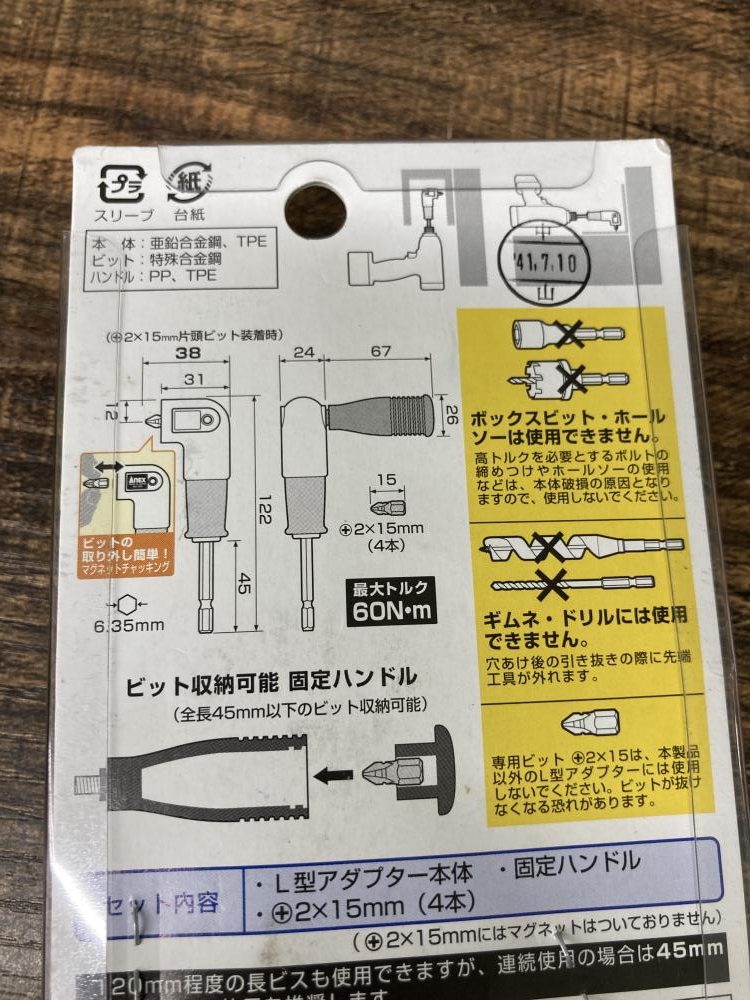 プラ
スリーブ
紙
台紙
本　体：亜鉛合金鋼、TPE
ビット：特殊合金鋼
ハンドル：PP、TPE
山
'41.7.10
山
(⊕2×15mm片頭ビット装着時)
38
31
12
24
67
26
122
45
15
⊕2×15mm
(4本)
ANEX
ビットの
取り外し簡単！
マグネットチャッキング
6.35mm
最大トルク
60N·m
ボックスビット・ホール
ソーは使用できません。
高トルクを必要とするボルトの
締めつけやホールソーの使用
などは、本体破損の原因となり
ますので、使用しないでください。
ギムネ・ドリルには使用
できません。
穴あけ後の引き抜きの際に先端
工具が外れます。
専用ビット ⊕2×15は、本製品
以外のL型アダプターには使用
しないでください。ビットが抜け
なくなる恐れがあります。
ビット収納可能 固定ハンドル
(全長45mm以下のビット収納可能)
セット内容
・L型アダプター本体　・固定ハンドル
・⊕2×15mm（4本）
(⊕2×15mmにはマグネットはついておりません)
120mm程度の長ビスも使用できますが、連続使用の場合は45mm